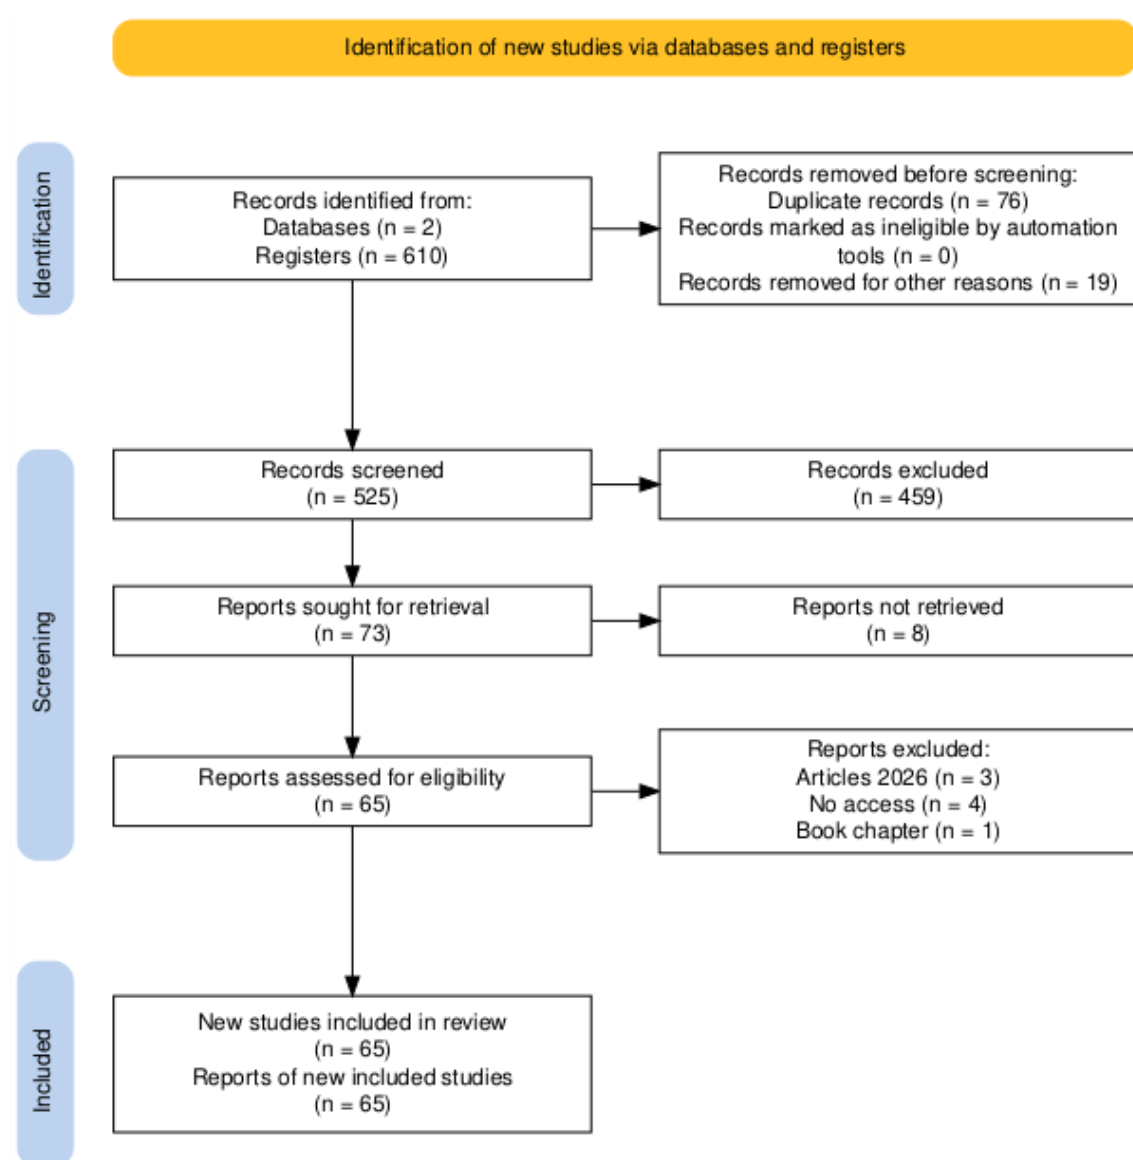 Identification of new studies via databases and registers
Identification
Records identified from:
Databases (n = 2)
Registers (n = 610)
Records removed before screening:
Duplicate records (n = 76)
Records marked as ineligible by automation
tools (n = 0)
Records removed for other reasons (n = 19)
Screening
Records screened
(n = 525)
Records excluded
(n = 459)
Reports sought for retrieval
(n = 73)
Reports not retrieved
(n = 8)
Reports assessed for eligibility
(n = 65)
Reports excluded:
Articles 2026 (n = 3)
No access (n = 4)
Book chapter (n = 1)
Included
New studies included in review
(n = 65)
Reports of new included studies
(n = 65)